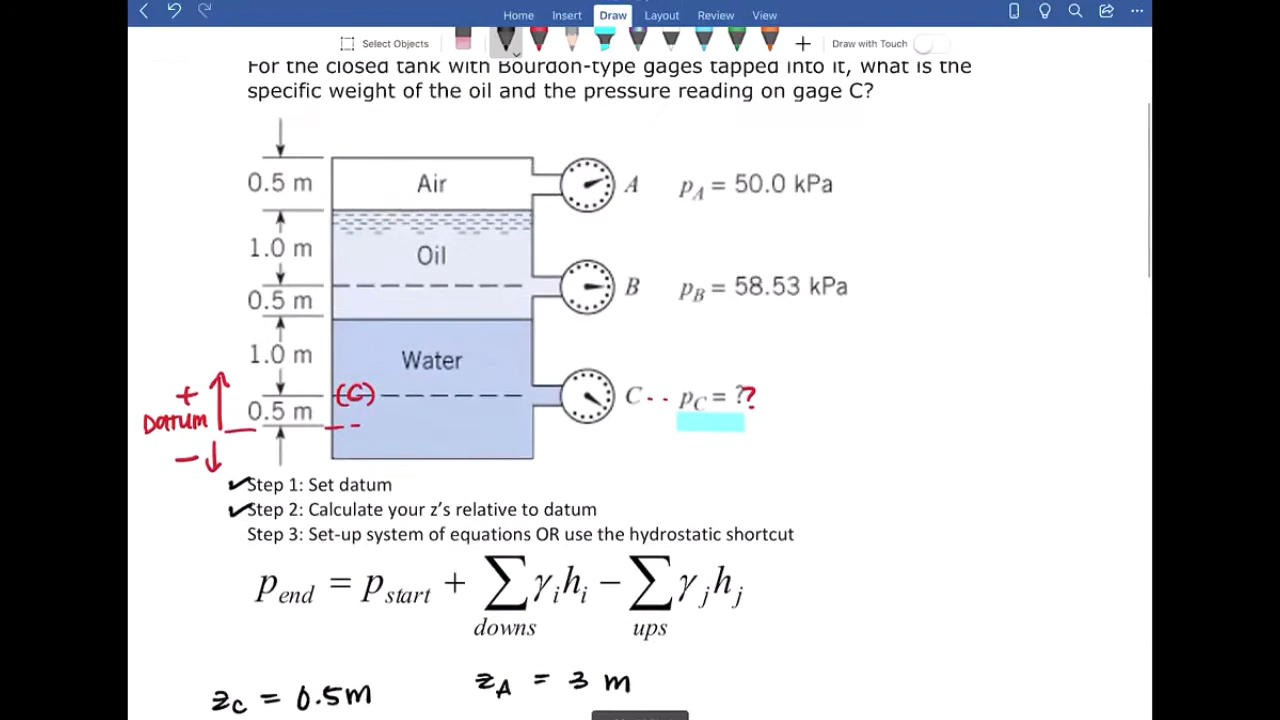 Home Insert Draw Layout Review View
Select Objects
Draw with Touch
For the closed tank with Bourdon-type gages tapped into it, what is the
specific weight of the oil and the pressure reading on gage C?
0.5 m Air A pA = 50.0 kPa
1.0 m Oil
0.5 m B pB = 58.53 kPa
1.0 m Water
+ (C) C.. pC = ??
Datum 0.5 m
−
Step 1: Set datum
Step 2: Calculate your z's relative to datum
Step 3: Set-up system of equations OR use the hydrostatic shortcut
pend = pstart + ∑ γihi − ∑ γjhj
downs ups
zA = 3 m
zC = 0.5m